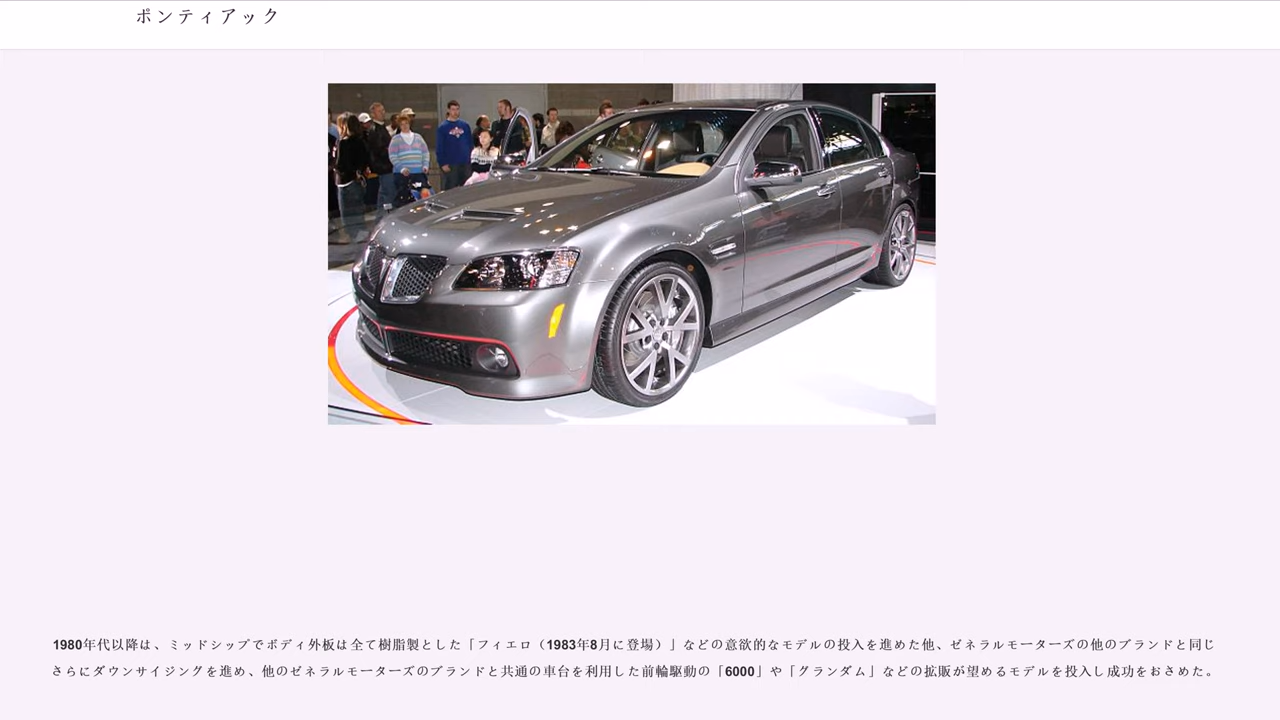 ポンティアック
1980年代以降は、ミッドシップでボディ外板は全て樹脂製とした「フィエロ（1983年8月に登場）」などの意欲的なモデルの投入を進めた他、ゼネラルモーターズの他のブランドと同じ
さらにダウンサイジングを進め、他のゼネラルモーターズのブランドと共通の車台を利用した前輪駆動の「6000」や「グランダム」などの拡販が望めるモデルを投入し成功をおさめた。